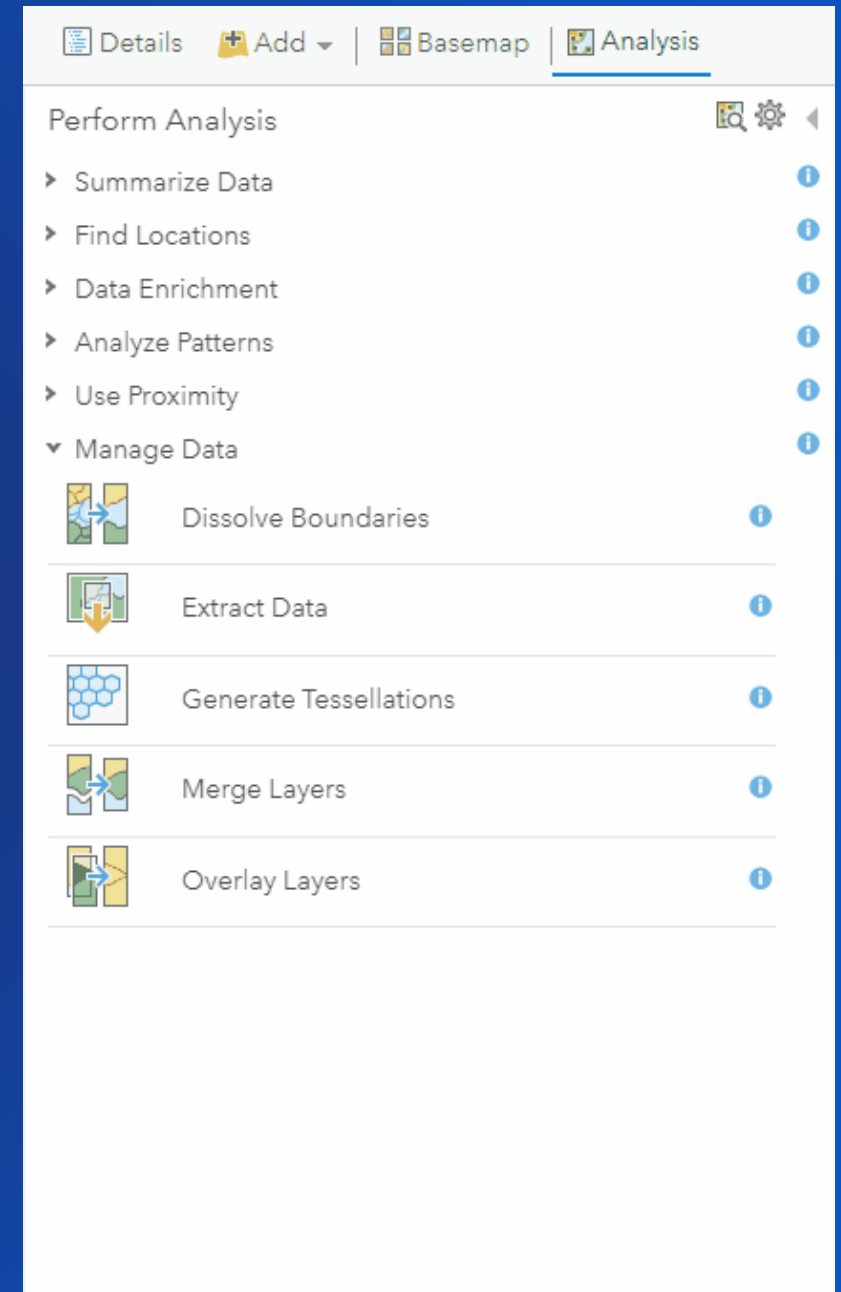 Details Add Basemap Analysis
Perform Analysis
Summarize Data
Find Locations
Data Enrichment
Analyze Patterns
Use Proximity
Manage Data
Dissolve Boundaries
Extract Data
Generate Tessellations
Merge Layers
Overlay Layers